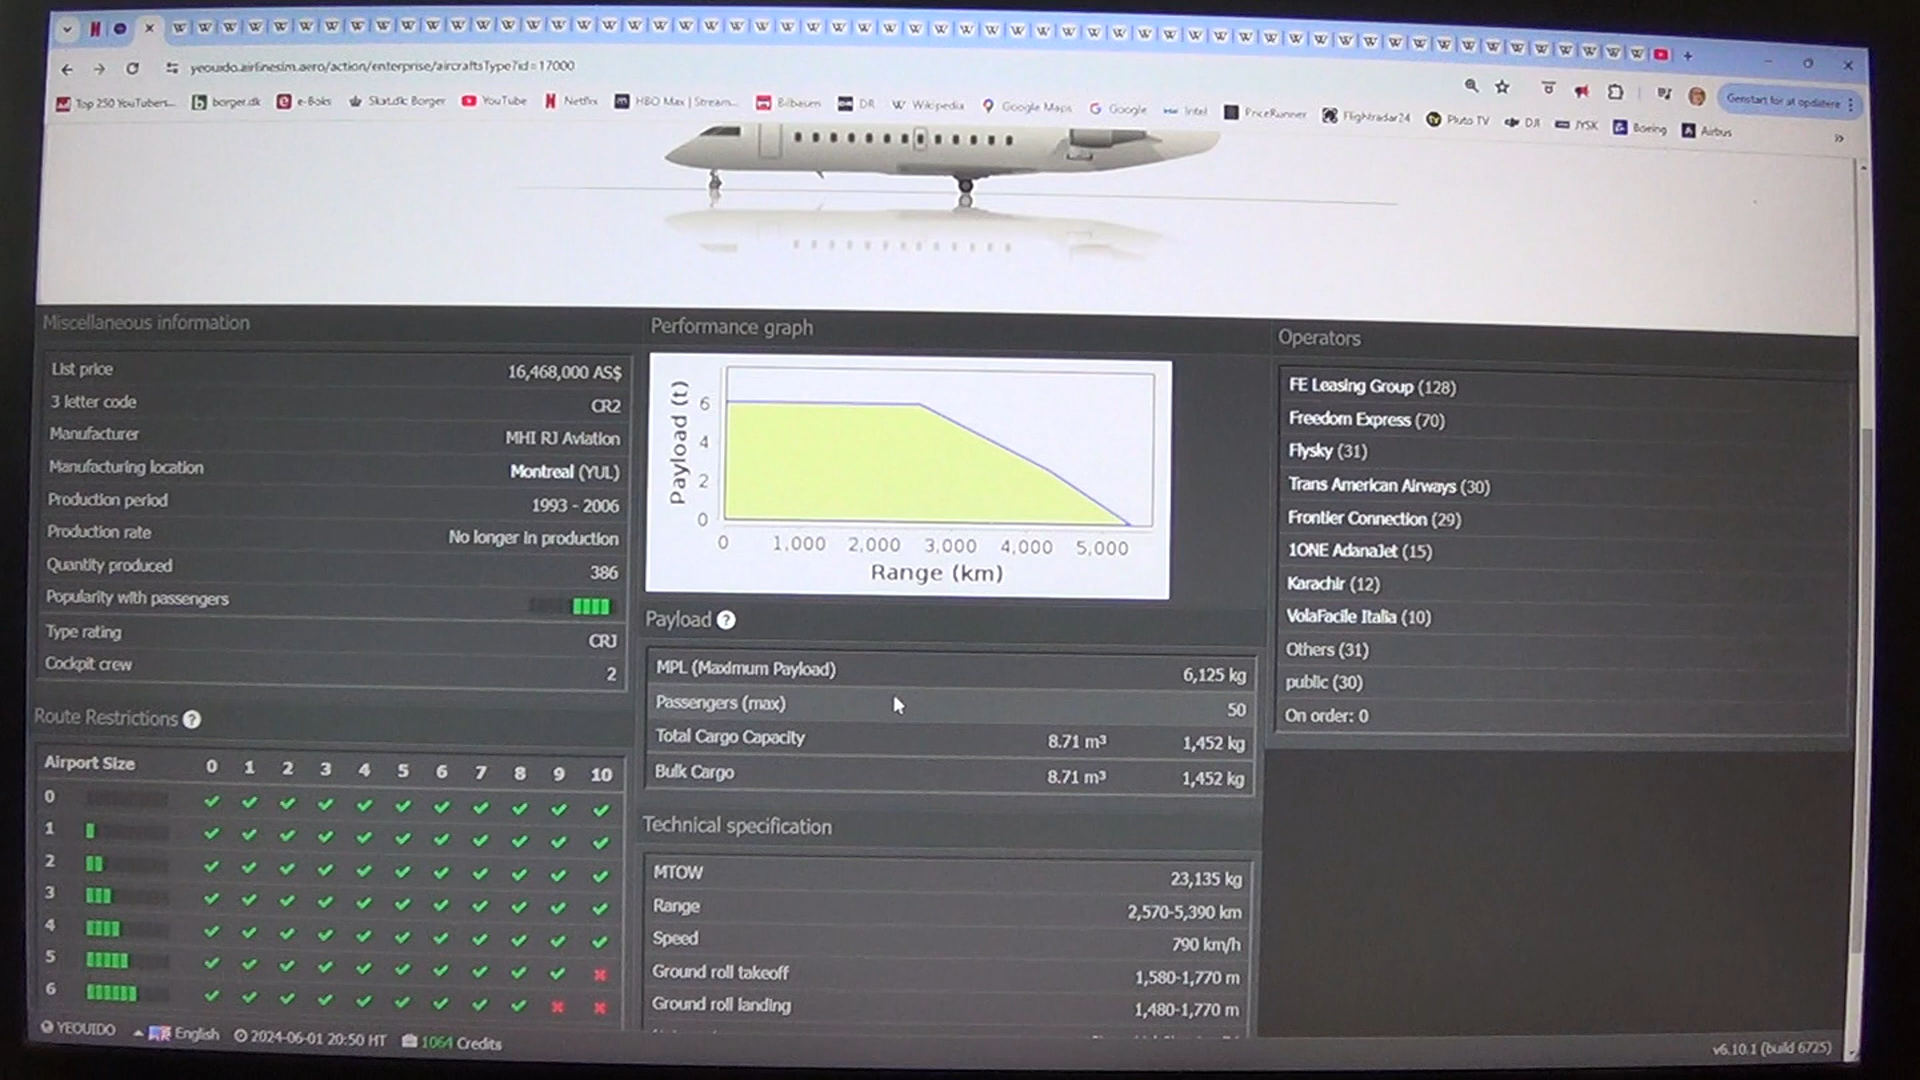 yeouido.airlinesim.aero/action/enterprise/aircraftsType?id=17000
Genstart for at opdatere
Top 250 YouTubers... borger.dk e-Boks Skat.dk: Borger YouTube Netflix HBO Max | Stream... Bilbasen DR Wikipedia Google Maps Google Intel PriceRunner Flightradar24 Pluto TV DJI JYSK Boeing Airbus
Miscellaneous information
List price 16,468,000 AS$
3 letter code CR2
Manufacturer MHI RJ Aviation
Manufacturing location Montreal (YUL)
Production period 1993 - 2006
Production rate No longer in production
Quantity produced 386
Popularity with passengers
Type rating CRJ
Cockpit crew 2
Route Restrictions ?
Airport Size 0 1 2 3 4 5 6 7 8 9 10
0
1
2
3
4
5
6
Performance graph
Payload (t)
6
4
2
0
0 1,000 2,000 3,000 4,000 5,000
Range (km)
Payload ?
MPL (Maximum Payload) 6,125 kg
Passengers (max) 50
Total Cargo Capacity 8.71 m³ 1,452 kg
Bulk Cargo 8.71 m³ 1,452 kg
Technical specification
MTOW 23,135 kg
Range 2,570-5,390 km
Speed 790 km/h
Ground roll takeoff 1,580-1,770 m
Ground roll landing 1,480-1,770 m
Operators
FE Leasing Group (128)
Freedom Express (70)
Flysky (31)
Trans American Airways (30)
Frontier Connection (29)
1ONE AdanaJet (15)
Karachir (12)
VolaFacile Italia (10)
Others (31)
public (30)
On order: 0
YEOUIDO English 2024-06-01 20:50 HT 1064 Credits
v6.10.1 (build 6725)